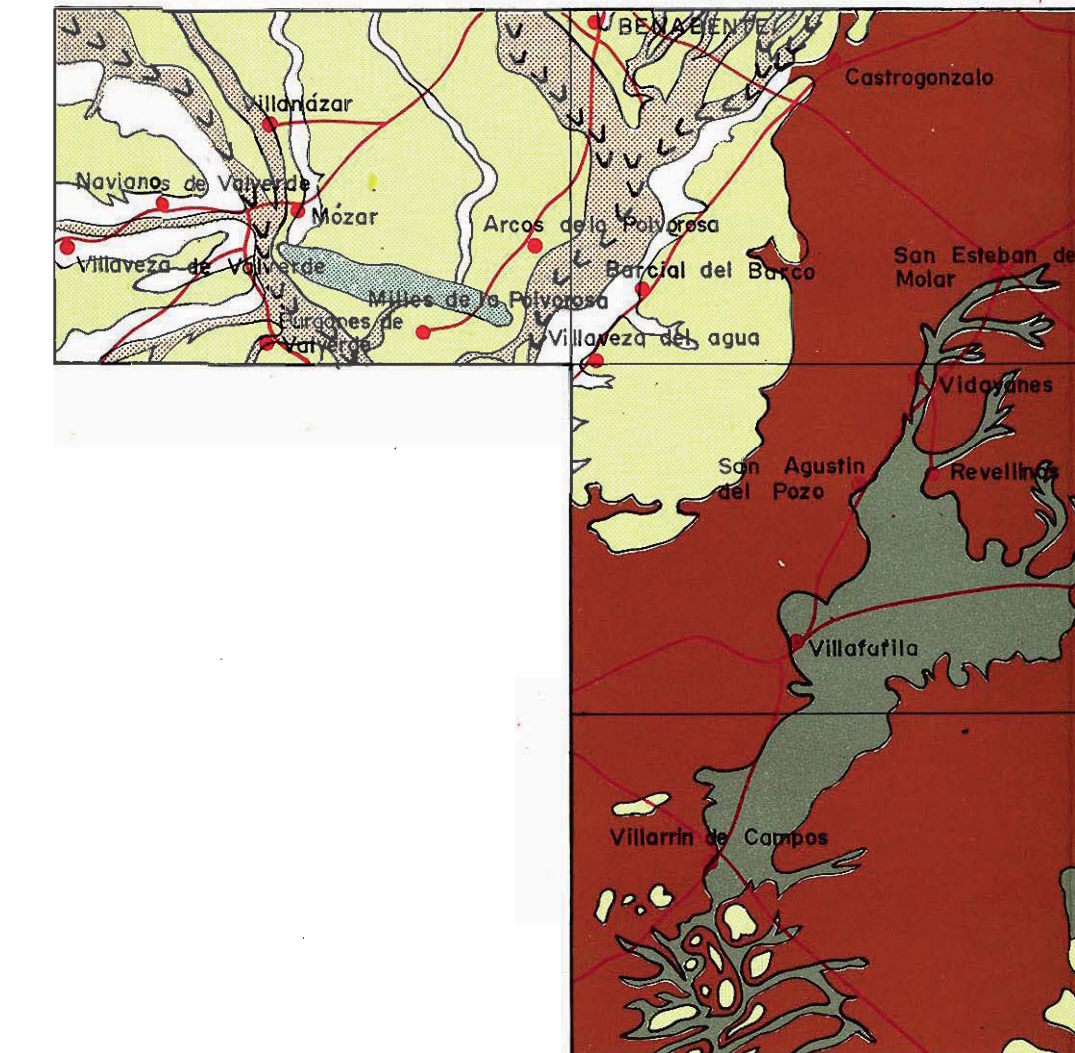 BENABENTE
Castrogonzalo
Villanázar
Navianos de Valverde
Mózar
Arcos de la Polvorosa
Villaveza de Valverde
Barcial del Barco
San Esteban de
Molar
Milles de la Polvorosa
Burganes de
Valverde
Villaveza del agua
Vidayanes
San Agustin
del Pozo
Revellinos
Villafafila
Villarrin de Campos